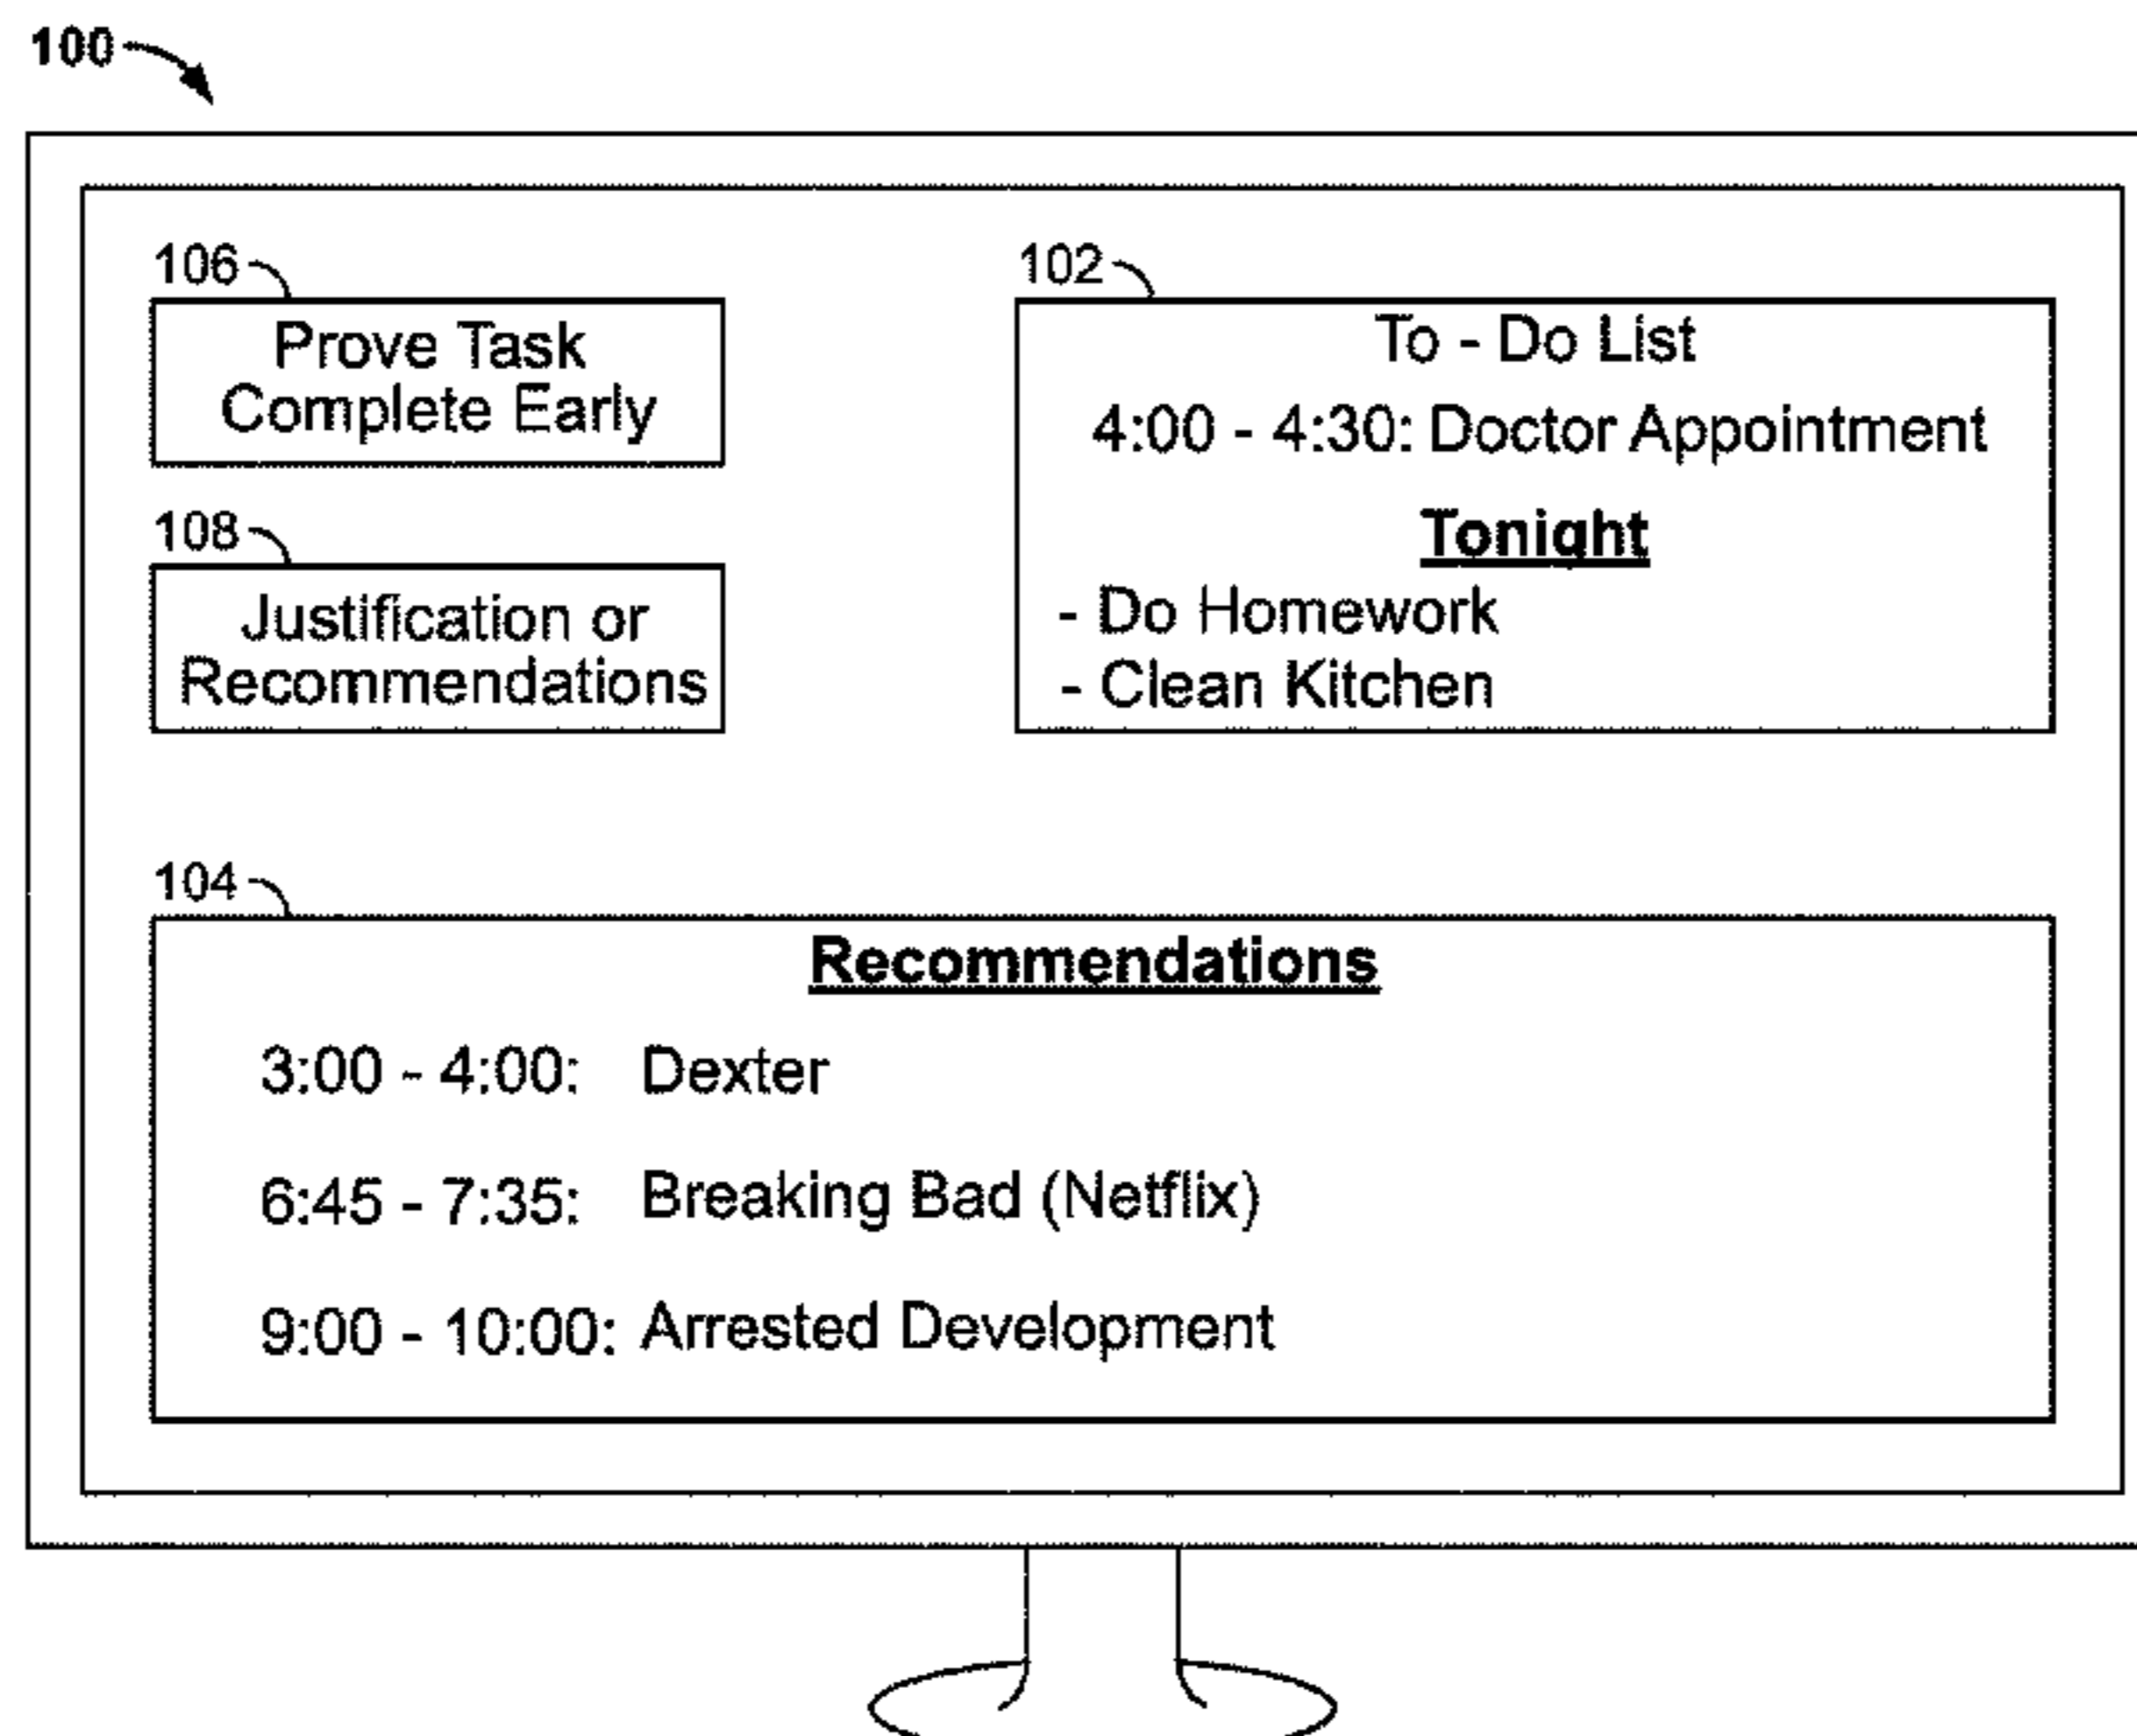 100
106
Prove Task
Complete Early
102
To - Do List
4:00 - 4:30: Doctor Appointment
Tonight
- Do Homework
- Clean Kitchen
108
Justification or
Recommendations
104
Recommendations
3:00 - 4:00: Dexter
6:45 - 7:35: Breaking Bad (Netflix)
9:00 - 10:00: Arrested Development